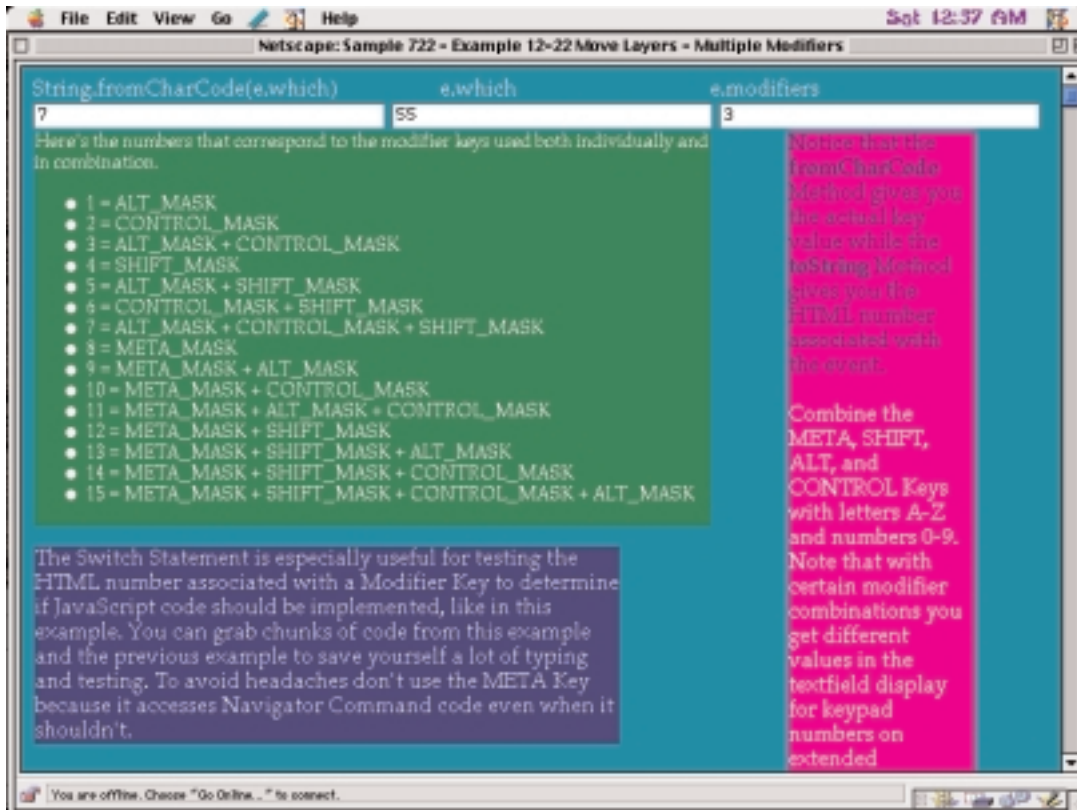 File Edit View Go Help
Sat 12:37 AM
Netscape: Sample 722 - Example 12-22 Move Layers - Multiple Modifiers
String.fromCharCode(e.which) e.which e.modifiers
7 55 3
Here's the numbers that correspond to the modifier keys used both individually and
in combination.
1 = ALT_MASK
2 = CONTROL_MASK
3 = ALT_MASK + CONTROL_MASK
4 = SHIFT_MASK
5 = ALT_MASK + SHIFT_MASK
6 = CONTROL_MASK + SHIFT_MASK
7 = ALT_MASK + CONTROL_MASK + SHIFT_MASK
8 = META_MASK
9 = META_MASK + ALT_MASK
10 = META_MASK + CONTROL_MASK
11 = META_MASK + ALT_MASK + CONTROL_MASK
12 = META_MASK + SHIFT_MASK
13 = META_MASK + SHIFT_MASK + ALT_MASK
14 = META_MASK + SHIFT_MASK + CONTROL_MASK
15 = META_MASK + SHIFT_MASK + CONTROL_MASK + ALT_MASK
The Switch Statement is especially useful for testing the
HTML number associated with a Modifier Key to determine
if JavaScript code should be implemented, like in this
example. You can grab chunks of code from this example
and the previous example to save yourself a lot of typing
and testing. To avoid headaches don't use the META Key
because it accesses Navigator Command code even when it
shouldn't.
Notice that the
fromCharCode
Method gives you
the actual key
value while the
toString Method
gives you the
HTML number
associated with
the event.
Combine the
META, SHIFT,
ALT, and
CONTROL Keys
with letters A-Z
and numbers 0-9.
Note that with
certain modifier
combinations you
get different
values in the
textfield display
for keypad
numbers on
extended
You are offline. Choose "Go Online..." to connect.